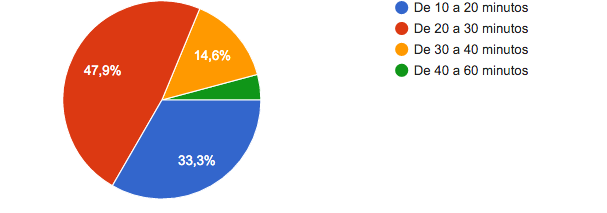 De 10 a 20 minutos
De 20 a 30 minutos
De 30 a 40 minutos
De 40 a 60 minutos
14,6%
47,9%
33,3%